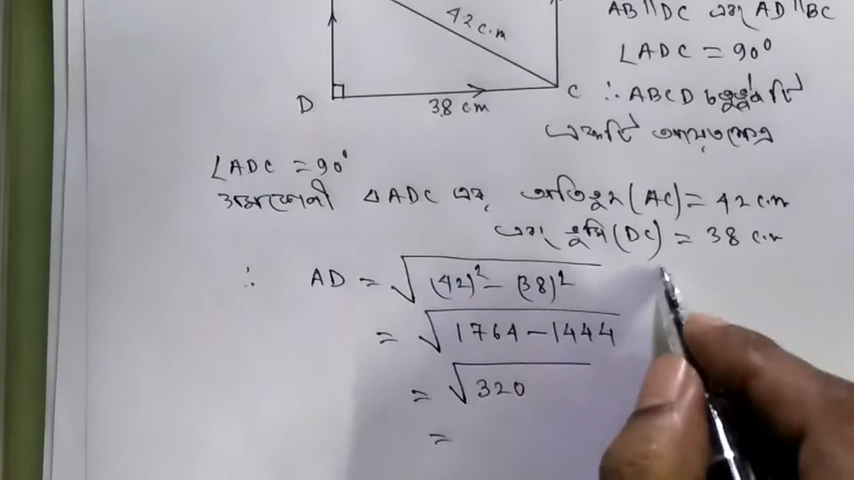 42 c.m
AB || DC এবং AD || BC
∠ADC = 90°
D
38 cm
C
∴ ABCD চতুর্ভুজটি
একটি আয়তক্ষেত্র
∠ADC = 90°
সমকোণী △ADC এর, অতিভুজ (AC) = 42 c.m
এবং ভূমি (DC) = 38 c.m
∴ AD = √(42)² - (38)²
= √1764 - 1444
= √320
=